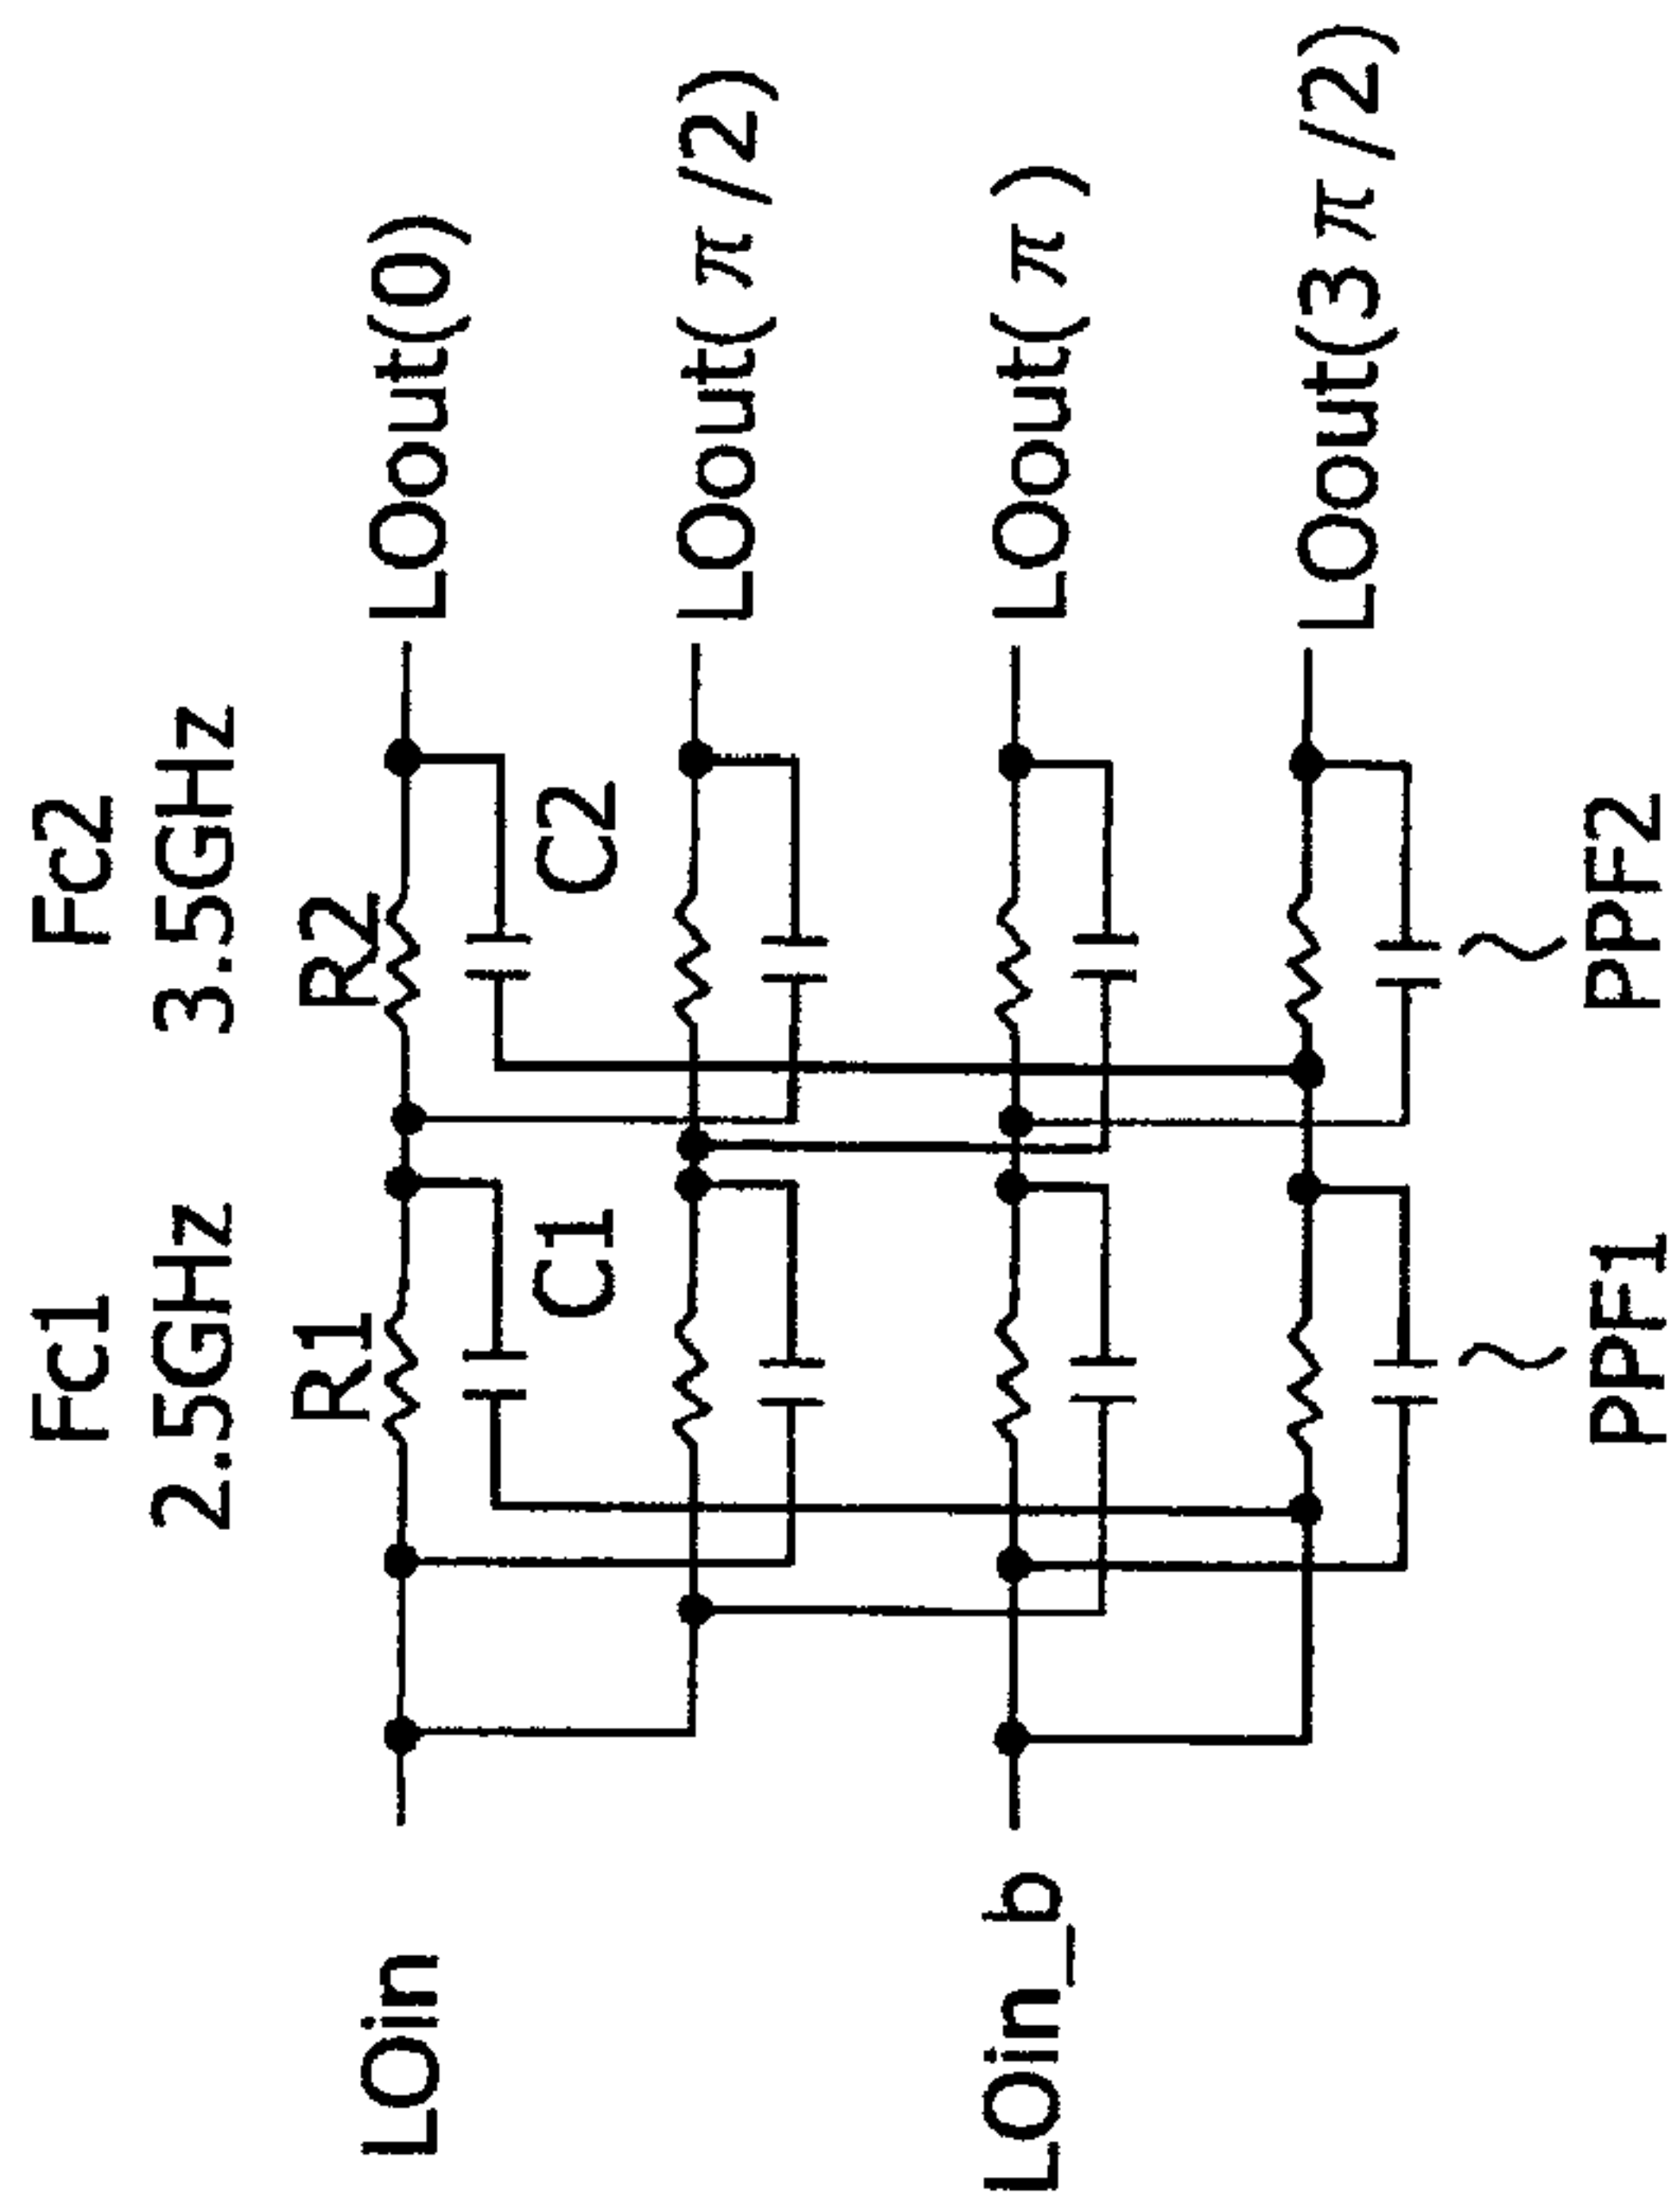 Fc1
Fc2
2.5GHz
3.5GHz
R1
R2
LOin
LOout(0)
C1
C2
LOout(π/2)
LOin_b
LOout(π)
LOout(3π/2)
PPF1
PPF2